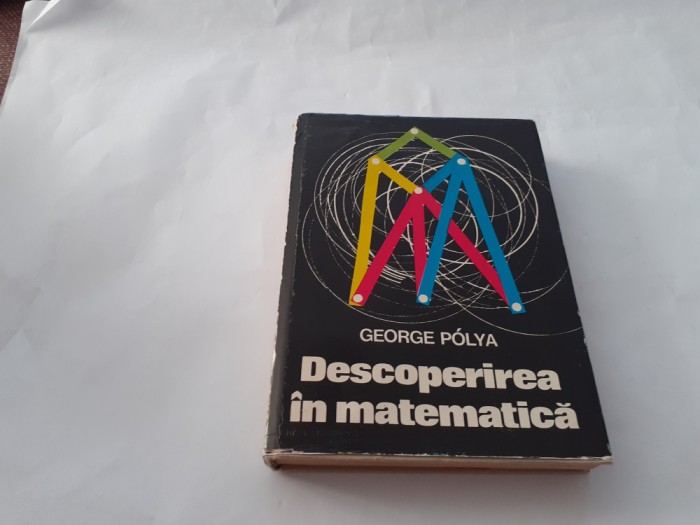 GEORGE PÓLYA
Descoperirea
în matematică